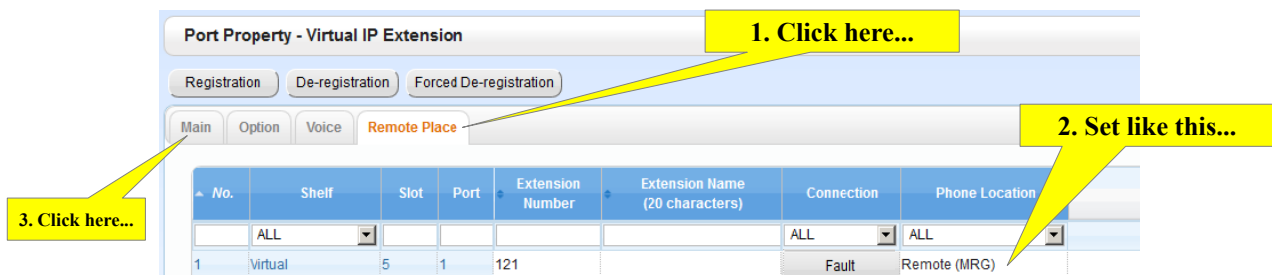 Port Property - Virtual IP Extension
1. Click here...
Registration De-registration Forced De-registration
Main Option Voice Remote Place
2. Set like this...
3. Click here...
No. Shelf Slot Port Extension Number Extension Name (20 characters) Connection Phone Location
ALL ALL ALL
1 Virtual 5 1 121 Fault Remote (MRG)